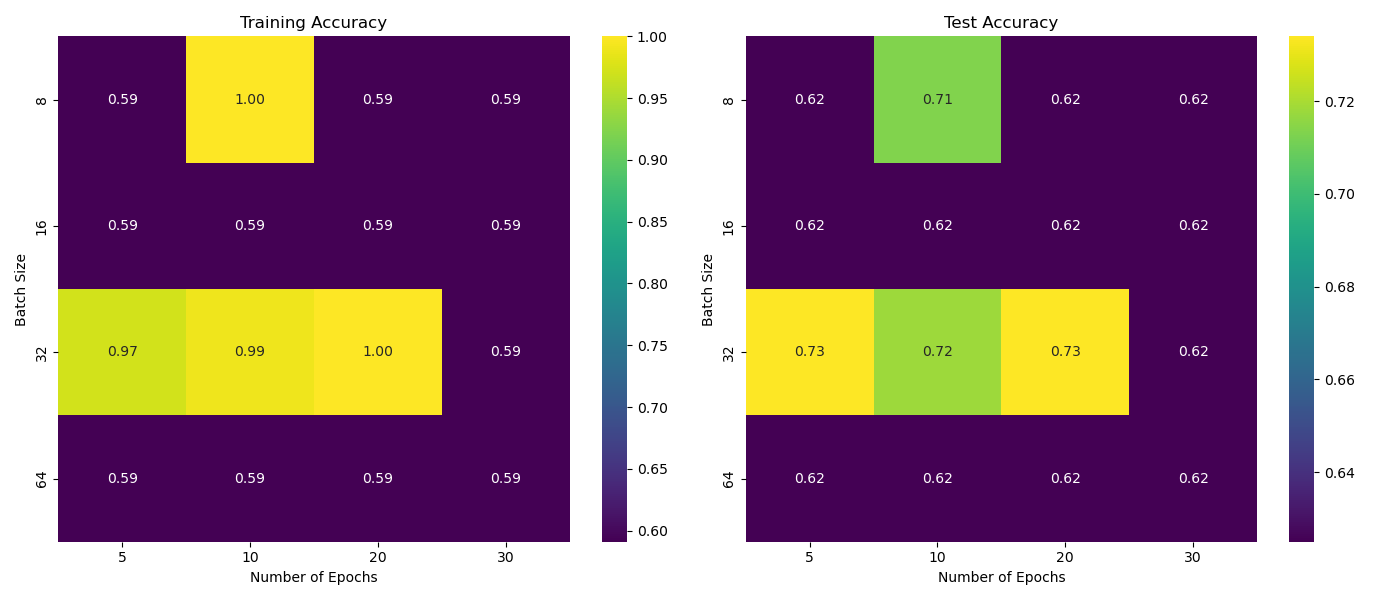 Training Accuracy
Batch Size
8
16
32
64
0.59 1.00 0.59 0.59
0.59 0.59 0.59 0.59
0.97 0.99 1.00 0.59
0.59 0.59 0.59 0.59
5 10 20 30
Number of Epochs
1.00
0.95
0.90
0.85
0.80
0.75
0.70
0.65
0.60
Test Accuracy
Batch Size
8
16
32
64
0.62 0.71 0.62 0.62
0.62 0.62 0.62 0.62
0.73 0.72 0.73 0.62
0.62 0.62 0.62 0.62
5 10 20 30
Number of Epochs
0.72
0.70
0.68
0.66
0.64